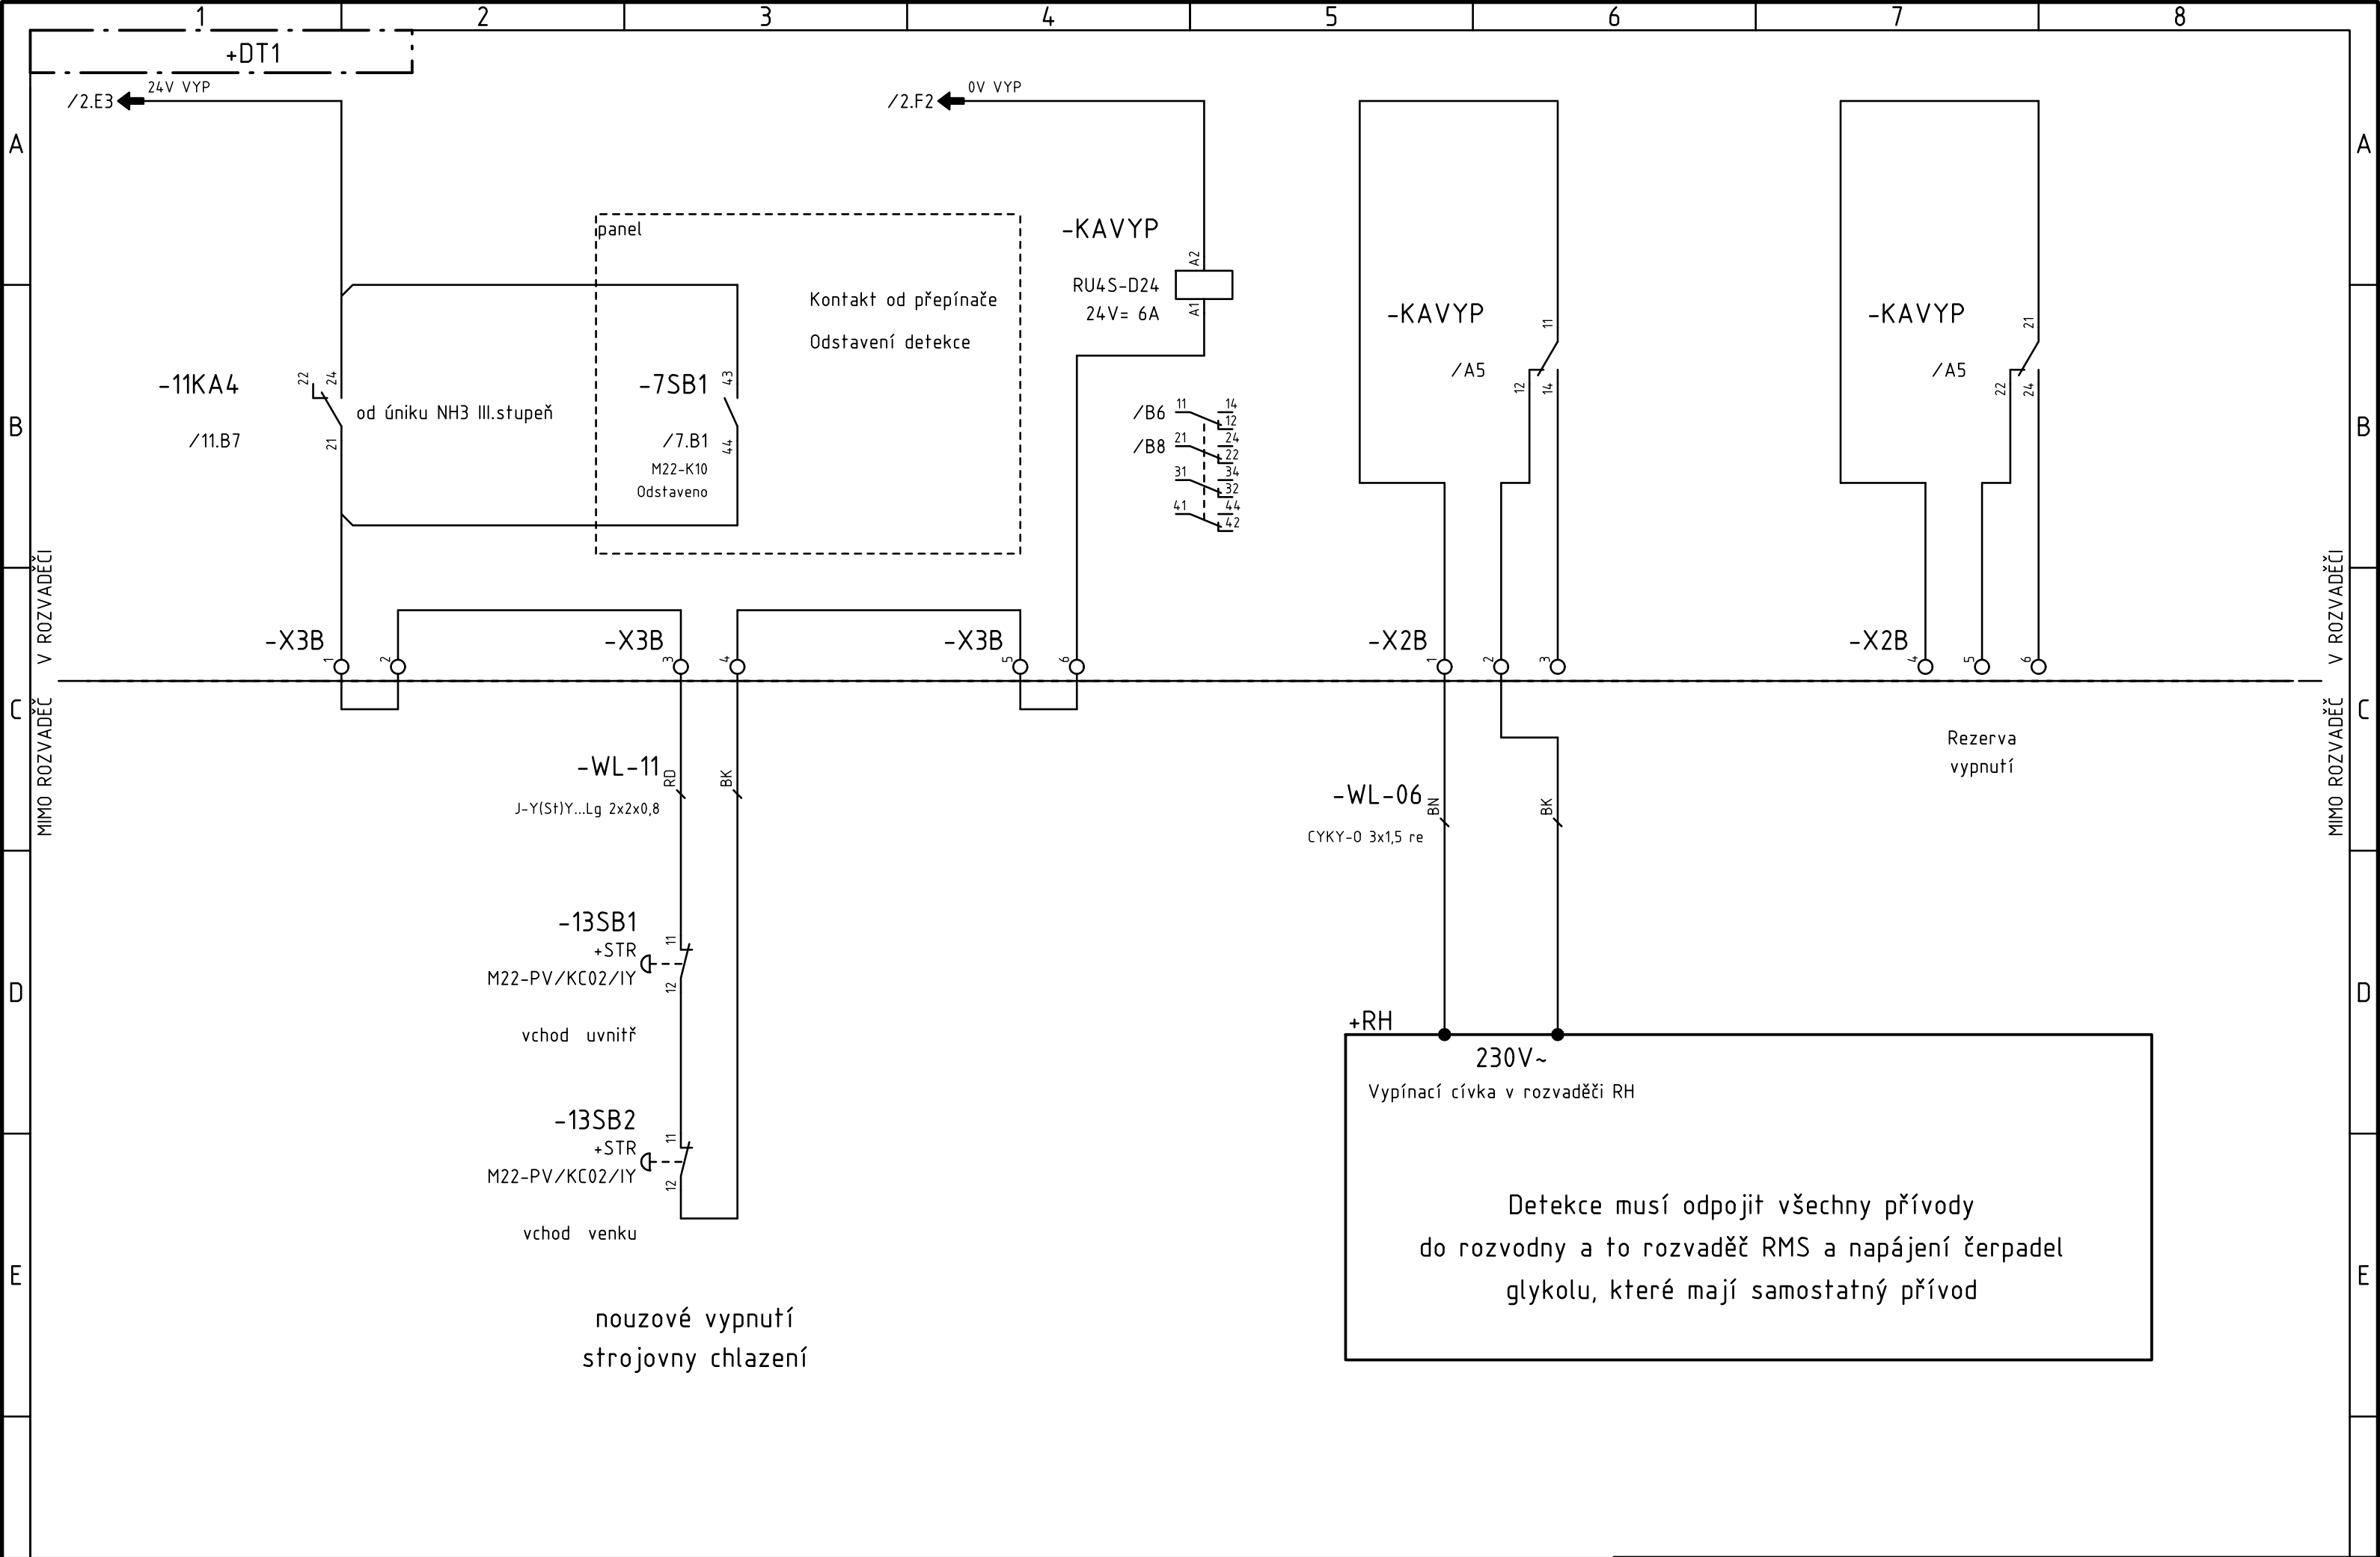 1 2 3 4 5 6 7 8
+DT1
/2.E3 24V VYP
/2.F2 0V VYP
A A
panel
-KAVYP
A2
RU4S-D24
A1
24V= 6A
Kontakt od přepínače
Odstavení detekce
-KAVYP
11
/A5
12 14
-KAVYP
21
/A5
22 24
-11KA4
22 24
od úniku NH3 III.stupeň
/11.B7
21
-7SB1
43
/7.B1
44
M22-K10
Odstaveno
/B6 11 14
12
/B8 21 24
22
31 34
32
41 44
42
B B
V ROZVADĚČI
V ROZVADĚČI
-X3B 1 2
-X3B 3 4
-X3B 5 6
-X2B 1 2 3
-X2B 4 5 6
C C
MIMO ROZVADĚČ
MIMO ROZVADĚČ
Rezerva
vypnutí
-WL-11 RD BK
J-Y(St)Y...Lg 2x2x0,8
-WL-06 BN BK
CYKY-O 3x1,5 re
-13SB1
+STR
M22-PV/KC02/IY
11
12
vchod uvnitř
D D
+RH
230V~
Vypínací cívka v rozvaděči RH
-13SB2
+STR
M22-PV/KC02/IY
11
12
vchod venku
Detekce musí odpojit všechny přívody
do rozvodny a to rozvaděč RMS a napájení čerpadel
glykolu, které mají samostatný přívod
E E
nouzové vypnutí
strojovny chlazení